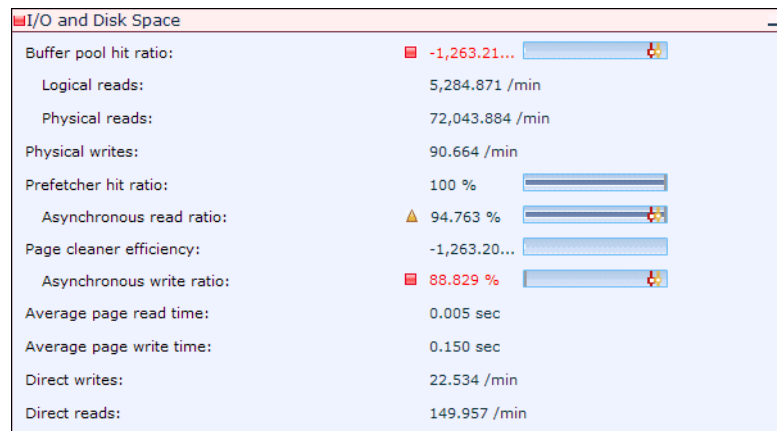 I/O and Disk Space
Buffer pool hit ratio: -1,263.21...
Logical reads: 5,284.871 /min
Physical reads: 72,043.884 /min
Physical writes: 90.664 /min
Prefetcher hit ratio: 100 %
Asynchronous read ratio: 94.763 %
Page cleaner efficiency: -1,263.20...
Asynchronous write ratio: 88.829 %
Average page read time: 0.005 sec
Average page write time: 0.150 sec
Direct writes: 22.534 /min
Direct reads: 149.957 /min